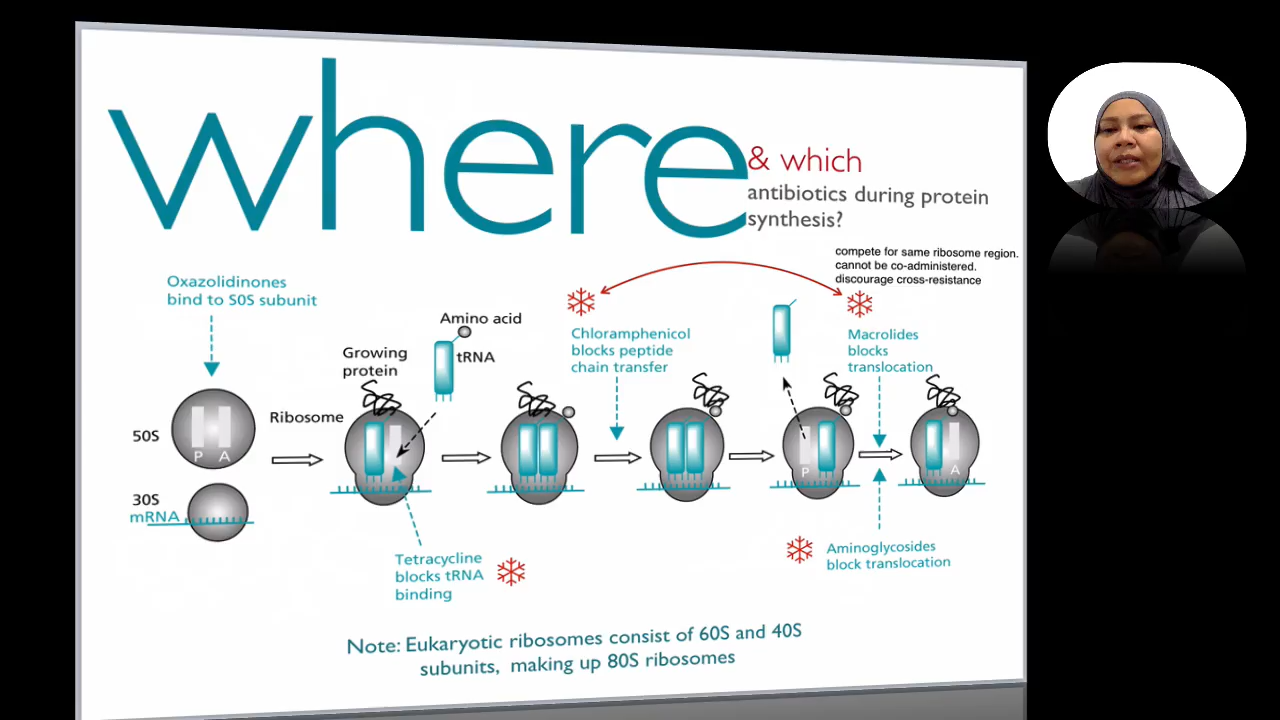 where
& which
antibiotics during protein
synthesis?
compete for same ribosome region.
cannot be co-administered.
discourage cross-resistance
Oxazolidinones
bind to S0S subunit
Amino acid
tRNA
Growing
protein
Ribosome
Chloramphenicol
blocks peptide
chain transfer
Macrolides
blocks
translocation
50S
P A
30S
mRNA
P
A
Tetracycline
blocks tRNA
binding
Aminoglycosides
block translocation
Note: Eukaryotic ribosomes consist of 60S and 40S
subunits, making up 80S ribosomes